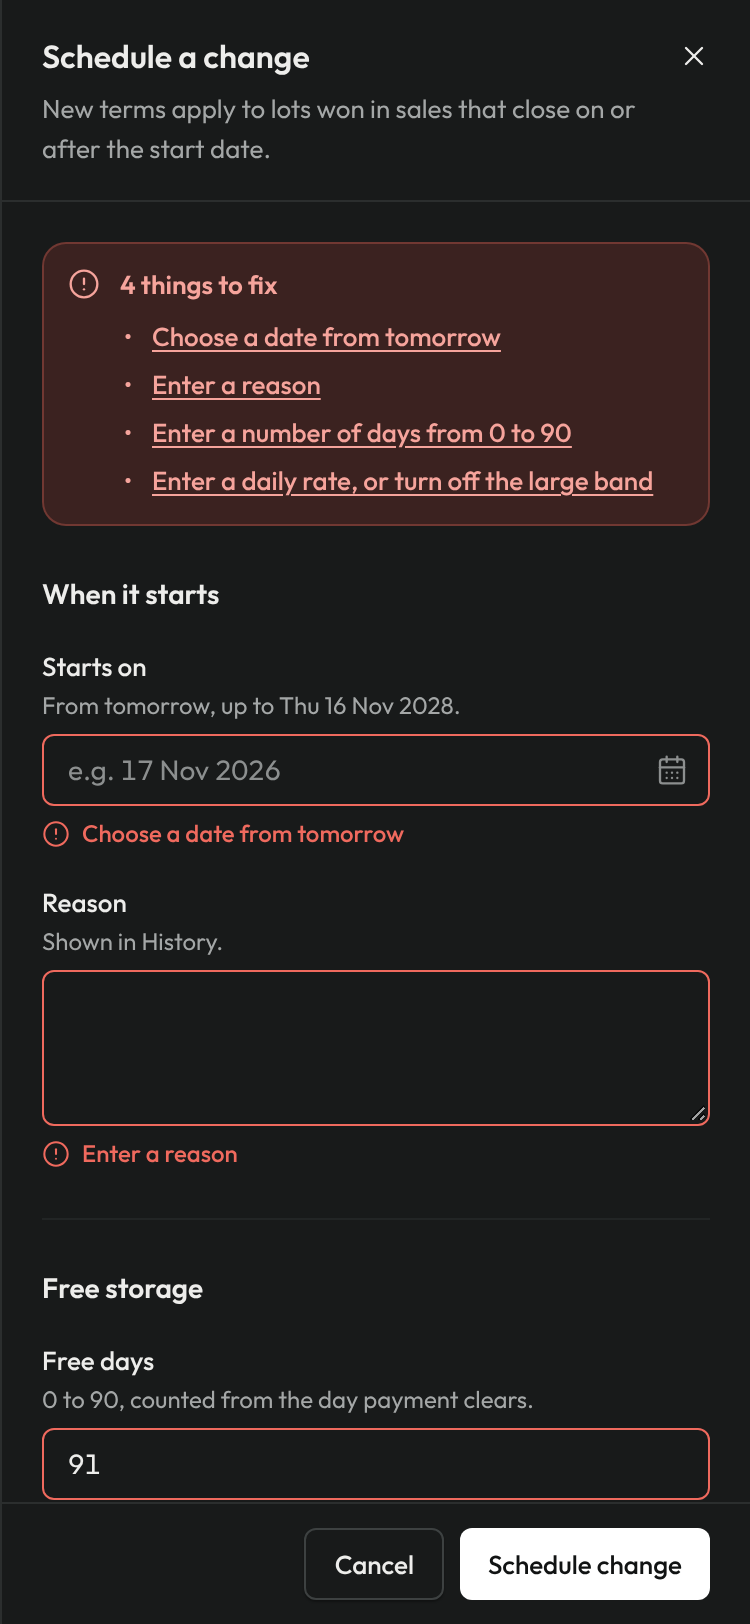 Schedule a change
New terms apply to lots won in sales that close on or
after the start date.
4 things to fix
• Choose a date from tomorrow
• Enter a reason
• Enter a number of days from 0 to 90
• Enter a daily rate, or turn off the large band
When it starts
Starts on
From tomorrow, up to Thu 16 Nov 2028.
e.g. 17 Nov 2026
Choose a date from tomorrow
Reason
Shown in History.
Enter a reason
Free storage
Free days
0 to 90, counted from the day payment clears.
91
Cancel
Schedule change